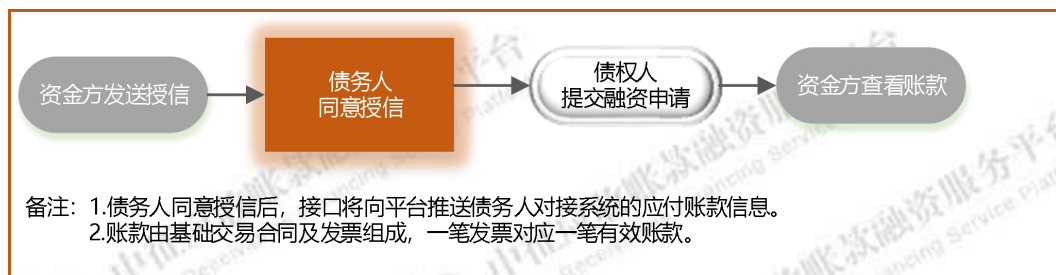 资金方发送授信
债务人
同意授信
债权人
提交融资申请
资金方查看账款
备注：1.债务人同意授信后，接口将向平台推送债务人对接系统的应付账款信息。
2.账款由基础交易合同及发票组成，一笔发票对应一笔有效账款。